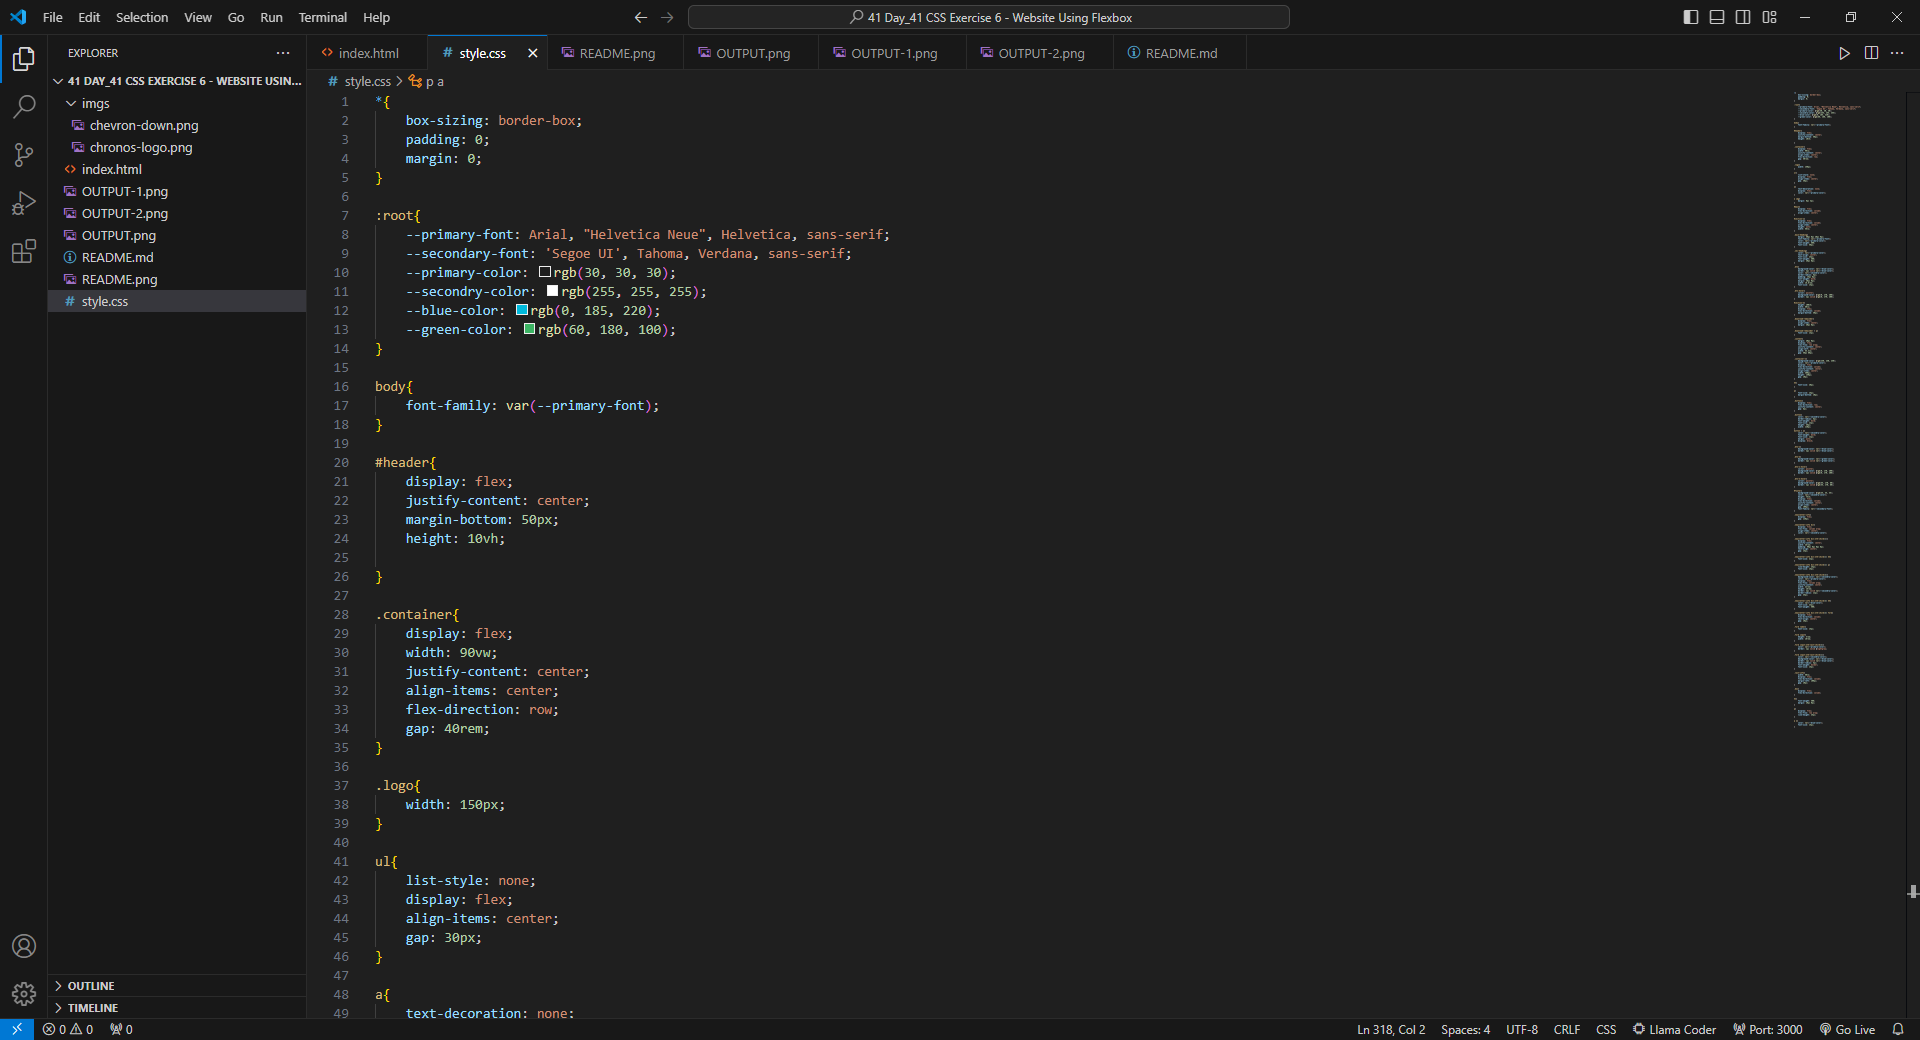 File Edit Selection View Go Run Terminal Help
41 Day_41 CSS Exercise 6 - Website Using Flexbox
EXPLORER
41 DAY_41 CSS EXERCISE 6 - WEBSITE USIN...
imgs
chevron-down.png
chronos-logo.png
index.html
OUTPUT-1.png
OUTPUT-2.png
OUTPUT.png
README.md
README.png
style.css
OUTLINE
TIMELINE
index.html style.css README.png OUTPUT.png OUTPUT-1.png OUTPUT-2.png README.md
# style.css > p a
1 *{
2 box-sizing: border-box;
3 padding: 0;
4 margin: 0;
5 }
6
7 :root{
8 --primary-font: Arial, "Helvetica Neue", Helvetica, sans-serif;
9 --secondary-font: 'Segoe UI', Tahoma, Verdana, sans-serif;
10 --primary-color: rgb(30, 30, 30);
11 --secondry-color: rgb(255, 255, 255);
12 --blue-color: rgb(0, 185, 220);
13 --green-color: rgb(60, 180, 100);
14 }
15
16 body{
17 font-family: var(--primary-font);
18 }
19
20 #header{
21 display: flex;
22 justify-content: center;
23 margin-bottom: 50px;
24 height: 10vh;
25
26 }
27
28 .container{
29 display: flex;
30 width: 90vw;
31 justify-content: center;
32 align-items: center;
33 flex-direction: row;
34 gap: 40rem;
35 }
36
37 .logo{
38 width: 150px;
39 }
40
41 ul{
42 list-style: none;
43 display: flex;
44 align-items: center;
45 gap: 30px;
46 }
47
48 a{
49 text-decoration: none;
0 0 0
Ln 318, Col 2 Spaces: 4 UTF-8 CRLF CSS Llama Coder Port: 3000 Go Live